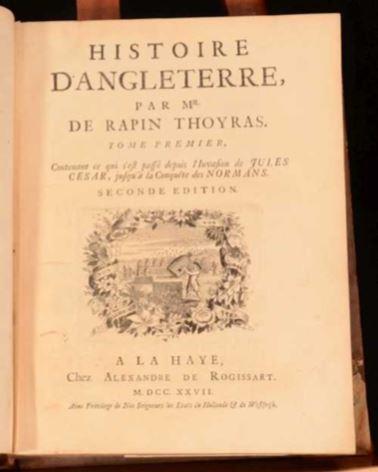 HISTOIRE
D'ANGLETERRE,
PAR MR.
DE RAPIN THOYRAS.
TOME PREMIER,
Contenant ce qui s'est passé depuis l'Invasion de JULES
CESAR, jusqu'à la Conquête des NORMANS.
SECONDE EDITION.
A LA HAYE,
Chez ALEXANDRE DE ROGISSART.
M. DCC. XXVII.
Avec Privilege de Nos Seigneurs les Etats de Hollande & de Westfrise.